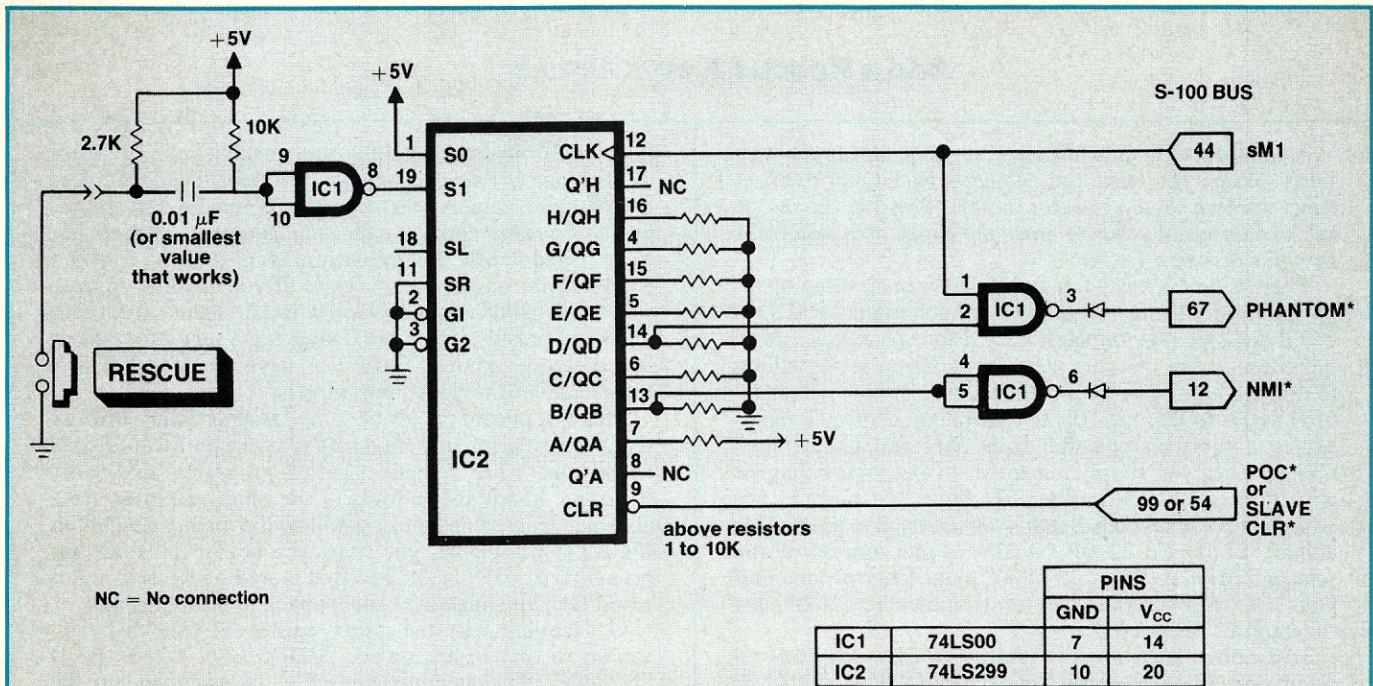 +5V
+5V
S-100 BUS
2.7K
10K
1
S0
CLK
12
44
sM1
9
8
19
S1
Q'H
17
NC
IC1
10
H/QH
16
0.01 μF
(or smallest
value
that works)
18
SL
G/QG
4
11
SR
F/QF
15
2
GI
E/QE
5
1
2
IC1
3
67
PHANTOM*
3
G2
D/QD
14
RESCUE
C/QC
6
4
5
IC1
6
12
NMI*
B/QB
13
A/QA
7
+5V
IC2
Q'A
8
NC
CLR
9
99 or 54
POC*
or
SLAVE
CLR*
above resistors
1 to 10K
NC = No connection
PINS
GND VCC
IC1 74LS00 7 14
IC2 74LS299 10 20